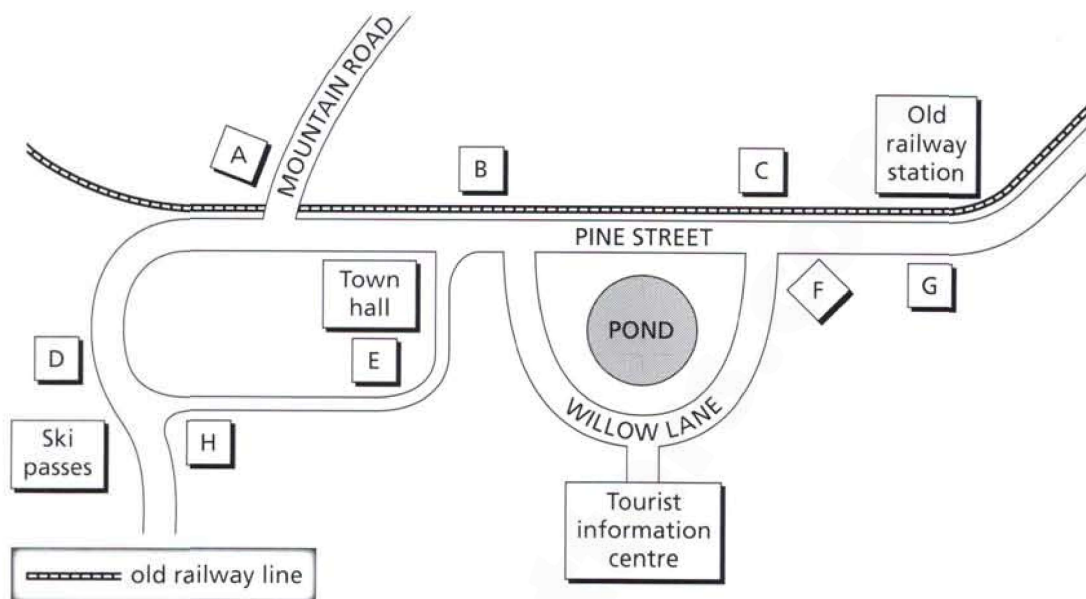 MOUNTAIN ROAD
A
B
C
Old
railway
station
PINE STREET
Town
hall
F
G
POND
D
E
WILLOW LANE
H
Ski
passes
Tourist
information
centre
old railway line